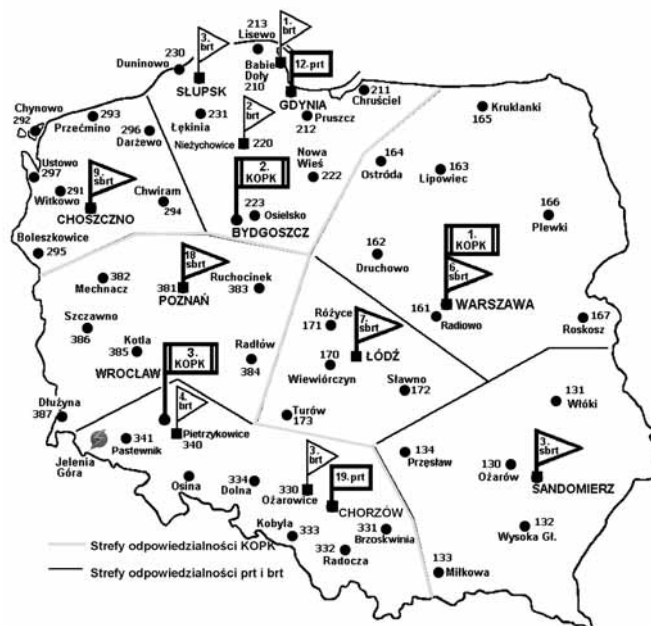 213
Lisewo
1.
brt
3.
brt
230
Duninowo
Babie
Doły
210
12. prt
SŁUPSK
GDYNIA
211
Chruściel
Kruklanki
165
Chynowo
292
293
Przećmino
296
Darżewo
231
Łękinia
2
brt
Nieżychowice
220
Pruszcz
212
Ustowo
297
291
Witkowo
9.
sbrt
CHOSZCZNO
Chwiram
294
2.
KOPK
Nowa
Wieś
222
223
Osielsko
BYDGOSZCZ
164
Ostróda
163
Lipowiec
166
Plewki
Boleszkowice
295
162
Druchowo
1.
KOPK
6.
sbrt
WARSZAWA
161
Radiowo
167
Roskosz
382
Mechnacz
18
sbrt
381
POZNAŃ
Ruchocinek
383
Szczawno
386
Kotla
385
Radłów
384
Różyce
171
7.
sbrt
ŁÓDŹ
170
Wiewiórczyn
Sławno
172
3.
KOPK
WROCŁAW
4.
brt
Pietrzykowice
340
Dłużyna
387
341
Pastewnik
Jelenia
Góra
Turów
173
131
Włóki
134
Przęsław
130
Ożarów
3.
sbrt
SANDOMIERZ
Osina
334
Dolna
3.
brt
330
Ożarowice
19. prt
CHORZÓW
Kobyla
333
331
Brzoskwinia
332
Radocza
132
Wysoka Gł.
133
Miłkowa
Strefy odpowiedzialności KOPK
Strefy odpowiedzialności prt i brt